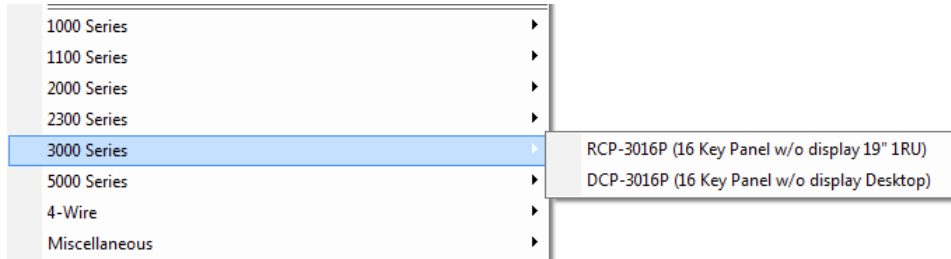 1000 Series
1100 Series
2000 Series
2300 Series
3000 Series
RCP-3016P (16 Key Panel w/o display 19" 1RU)
5000 Series
DCP-3016P (16 Key Panel w/o display Desktop)
4-Wire
Miscellaneous